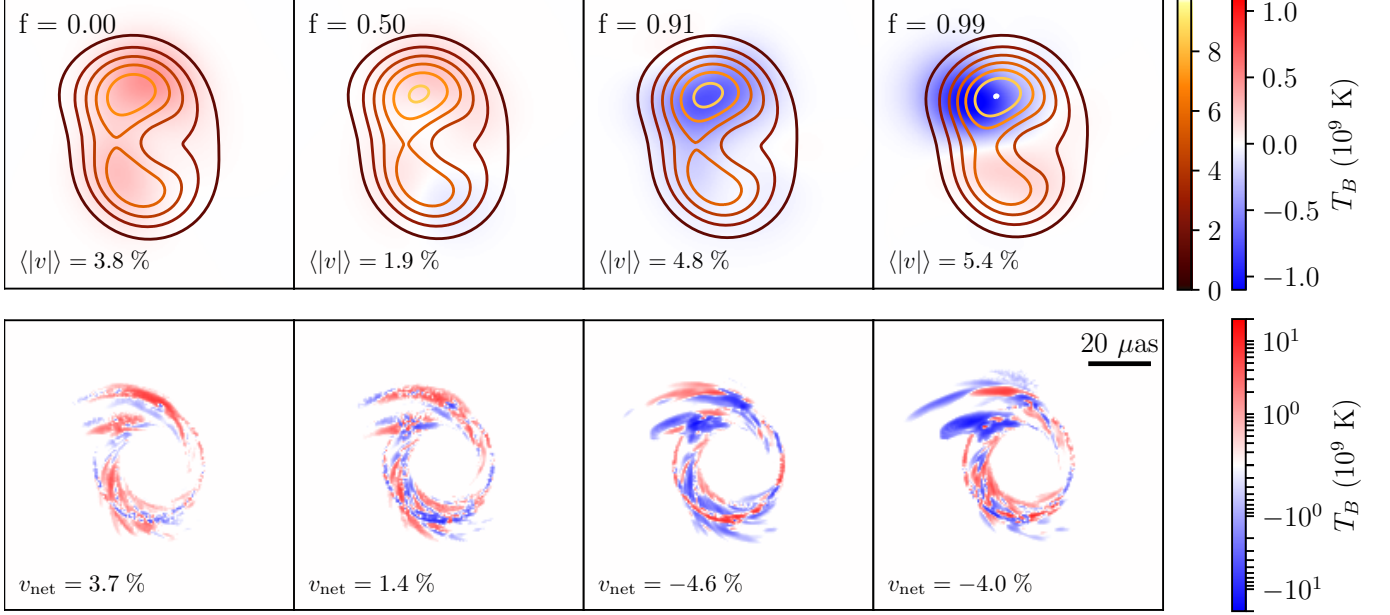 f = 0.00
f = 0.50
f = 0.91
f = 0.99
⟨|v|⟩ = 3.8 %
⟨|v|⟩ = 1.9 %
⟨|v|⟩ = 4.8 %
⟨|v|⟩ = 5.4 %
8
6
4
2
0
1.0
0.5
0.0
−0.5
−1.0
T_B (10^9 K)
20 μas
v_net = 3.7 %
v_net = 1.4 %
v_net = −4.6 %
v_net = −4.0 %
10^1
10^0
−10^0
−10^1
T_B (10^9 K)